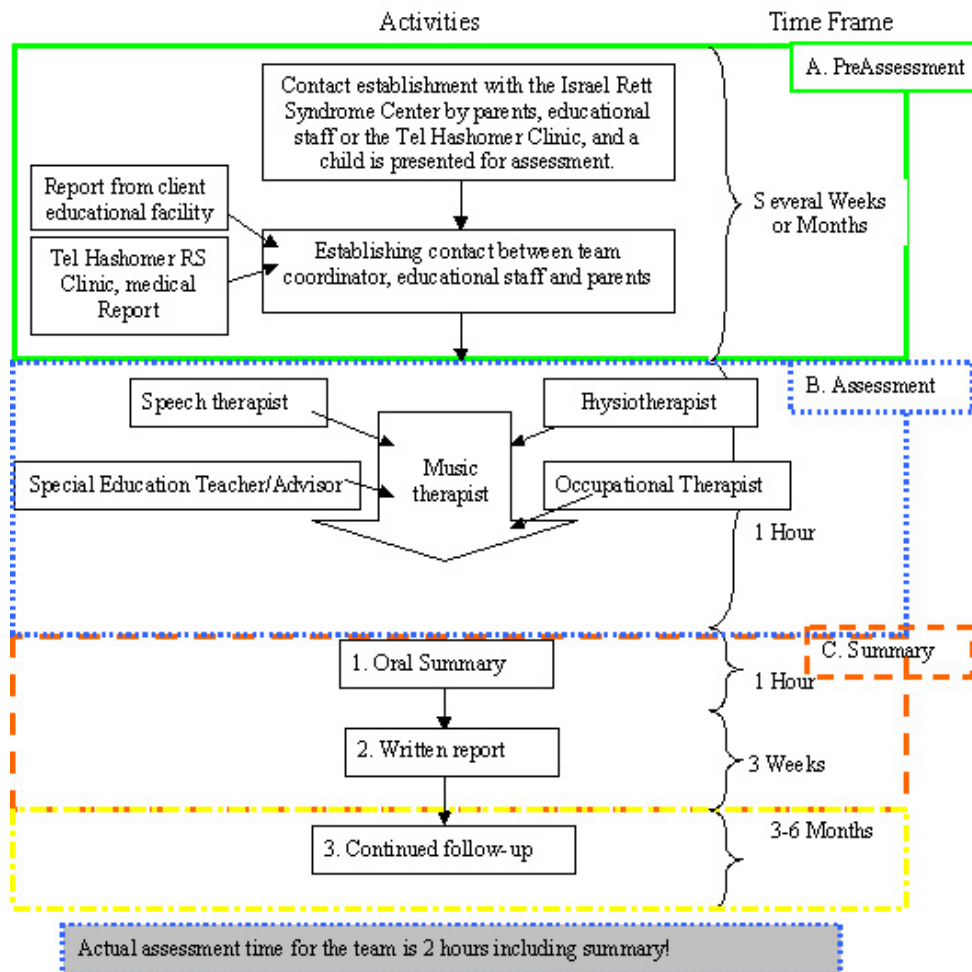 Activities
Time Frame
A. PreAssessment
Contact establishment with the Israel Rett
Syndrome Center by parents, educational
staff or the Tel Hashomer Clinic, and a
child is presented for assessment.
Report from client
educational facility
Several Weeks
or Months
Tel Hashomer RS
Clinic, medical
Report
Establishing contact between team
coordinator, educational staff and parents
B. Assessment
Speech therapist
Physiotherapist
Music
therapist
Special Education Teacher/Advisor
Occupational Therapist
1 Hour
C. Summary
1. Oral Summary
1 Hour
2. Written report
3 Weeks
3-6 Months
3. Continued follow-up
Actual assessment time for the team is 2 hours including summary!